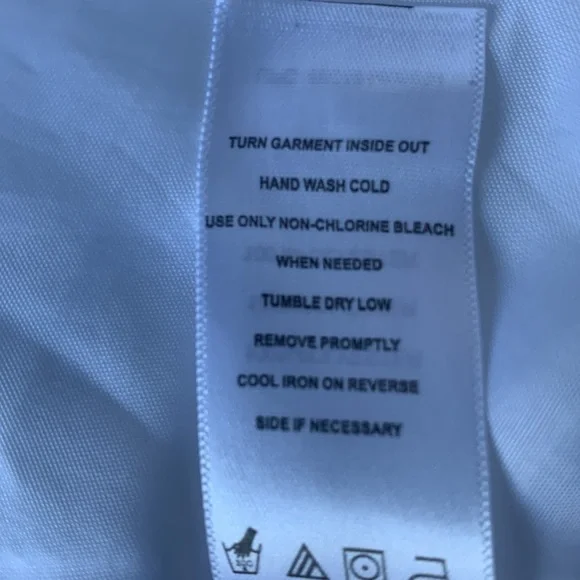 TURN GARMENT INSIDE OUT
HAND WASH COLD
USE ONLY NON-CHLORINE BLEACH
WHEN NEEDED
TUMBLE DRY LOW
REMOVE PROMPTLY
COOL IRON ON REVERSE
SIDE IF NECESSARY